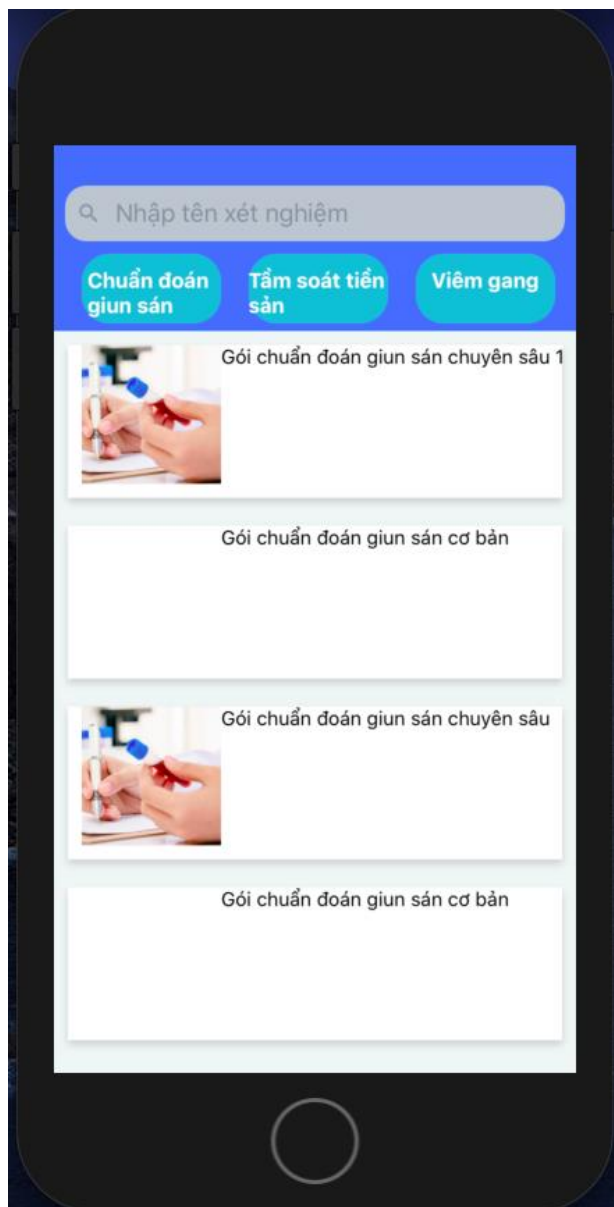 Nhập tên xét nghiệm
Chuẩn đoán
giun sán
Tầm soát tiền
sản
Viêm gang
Gói chuẩn đoán giun sán chuyên sâu 1
Gói chuẩn đoán giun sán cơ bản
Gói chuẩn đoán giun sán chuyên sâu
Gói chuẩn đoán giun sán cơ bản